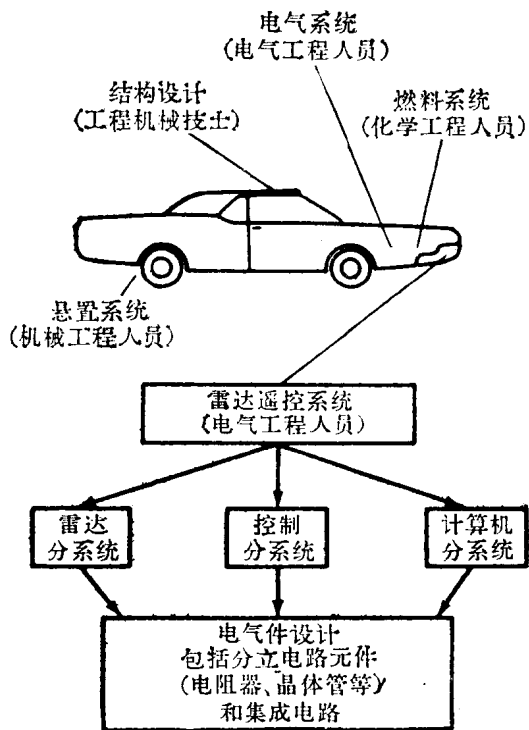 电气系统
(电气工程人员)
结构设计
(工程机械技士)
燃料系统
(化学工程人员)
悬置系统
(机械工程人员)
雷达遥控系统
(电气工程人员)
雷达
分系统
控制
分系统
计算机
分系统
电气件设计
包括分立电路元件
(电阻器、晶体管等)
和集成电路